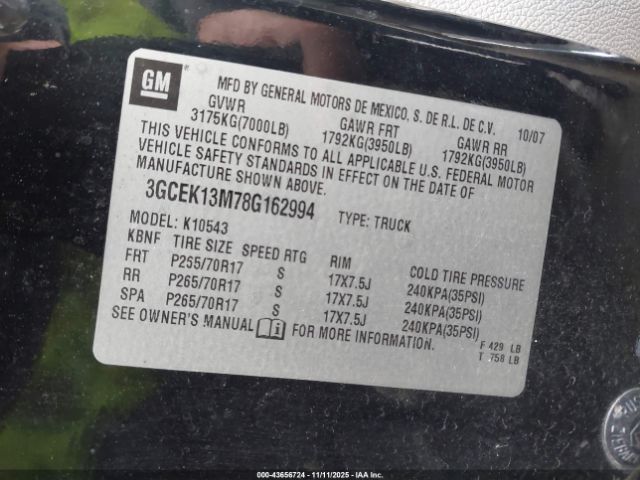 GM
MFD BY GENERAL MOTORS DE MEXICO, S. DE R.L. DE C.V. 10/07
GVWR GAWR FRT GAWR RR
3175KG(7000LB) 1792KG(3950LB) 1792KG(3950LB)
THIS VEHICLE CONFORMS TO ALL APPLICABLE U.S. FEDERAL MOTOR
VEHICLE SAFETY STANDARDS IN EFFECT ON THE DATE OF
MANUFACTURE SHOWN ABOVE.
3GCEK13M78G162994 TYPE: TRUCK
MODEL: K10543
KBNF TIRE SIZE SPEED RTG RIM COLD TIRE PRESSURE
FRT P255/70R17 S 17X7.5J 240KPA(35PSI)
RR P265/70R17 S 17X7.5J 240KPA(35PSI)
SPA P265/70R17 S 17X7.5J 240KPA(35PSI)
SEE OWNER'S MANUAL FOR MORE INFORMATION.
F 429 LB
T 758 LB
00-43656724 - 11/11/2025 - IAA Inc.